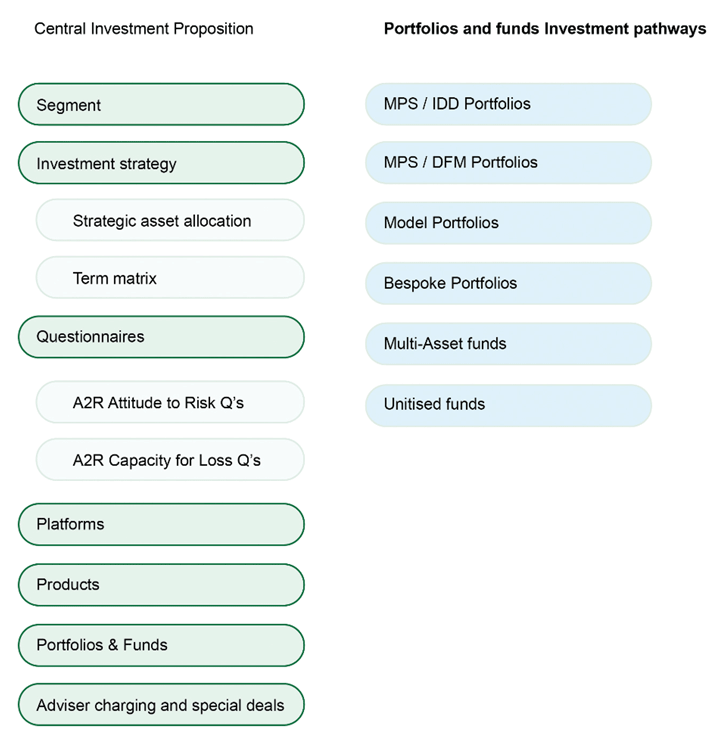 Central Investment Proposition
Segment
Investment strategy
Strategic asset allocation
Term matrix
Questionnaires
A2R Attitude to Risk Q’s
A2R Capacity for Loss Q’s
Platforms
Products
Portfolios & Funds
Adviser charging and special deals
Portfolios and funds Investment pathways
MPS / IDD Portfolios
MPS / DFM Portfolios
Model Portfolios
Bespoke Portfolios
Multi-Asset funds
Unitised funds